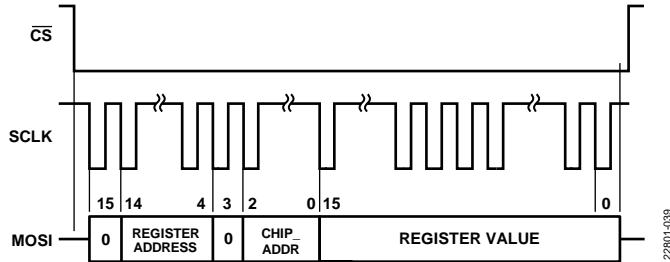 CS
SCLK
15 14 4 3 2 0 15 0
MOSI 0 REGISTER ADDRESS 0 CHIP_ ADDR REGISTER VALUE
22801-039